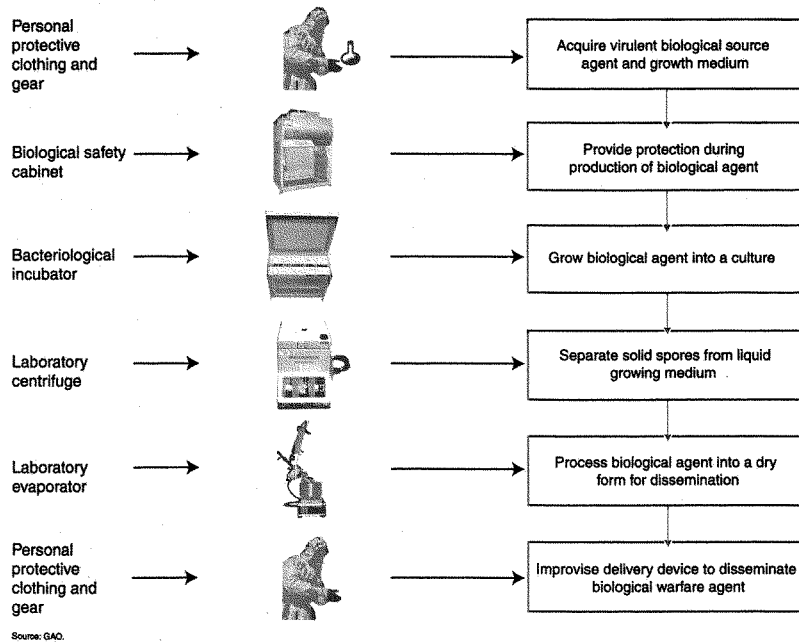 Personal
protective
clothing and
gear
Acquire virulent biological source
agent and growth medium
Biological safety
cabinet
Provide protection during
production of biological agent
Bacteriological
incubator
Grow biological agent into a culture
Laboratory
centrifuge
Separate solid spores from liquid
growing medium
Laboratory
evaporator
Process biological agent into a dry
form for dissemination
Personal
protective
clothing and
gear
Improvise delivery device to disseminate
biological warfare agent
Source: GAO.